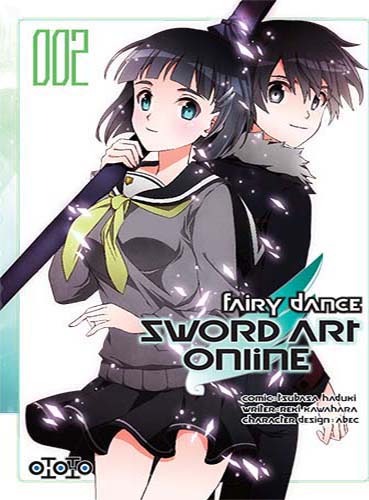 002
fairy dance
SWORD ART
ONLINE
comic:tsubasa haduki
writer:reki kawahara
character design:abec
OTOTO